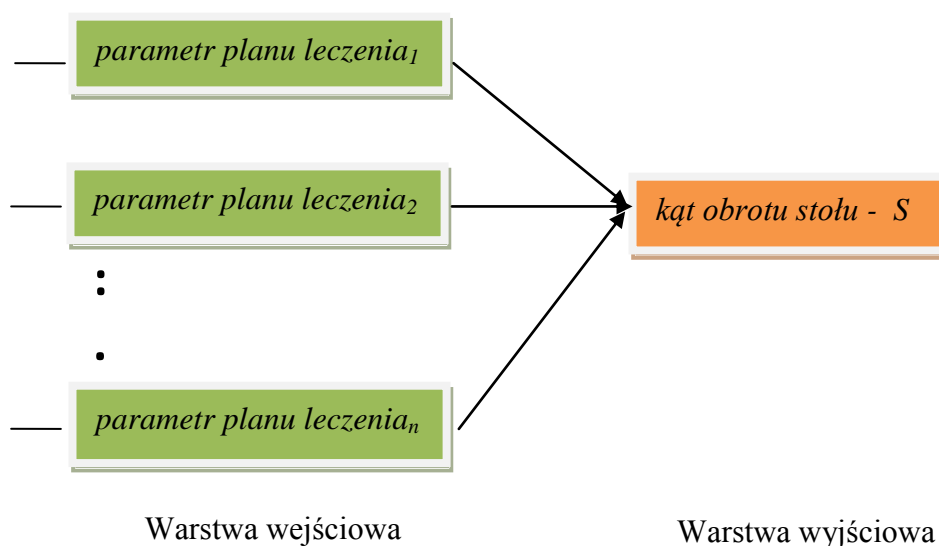 parametr planu leczenia₁
parametr planu leczenia₂
kąt obrotu stołu - S
parametr planu leczeniaₙ
Warstwa wejściowa
Warstwa wyjściowa